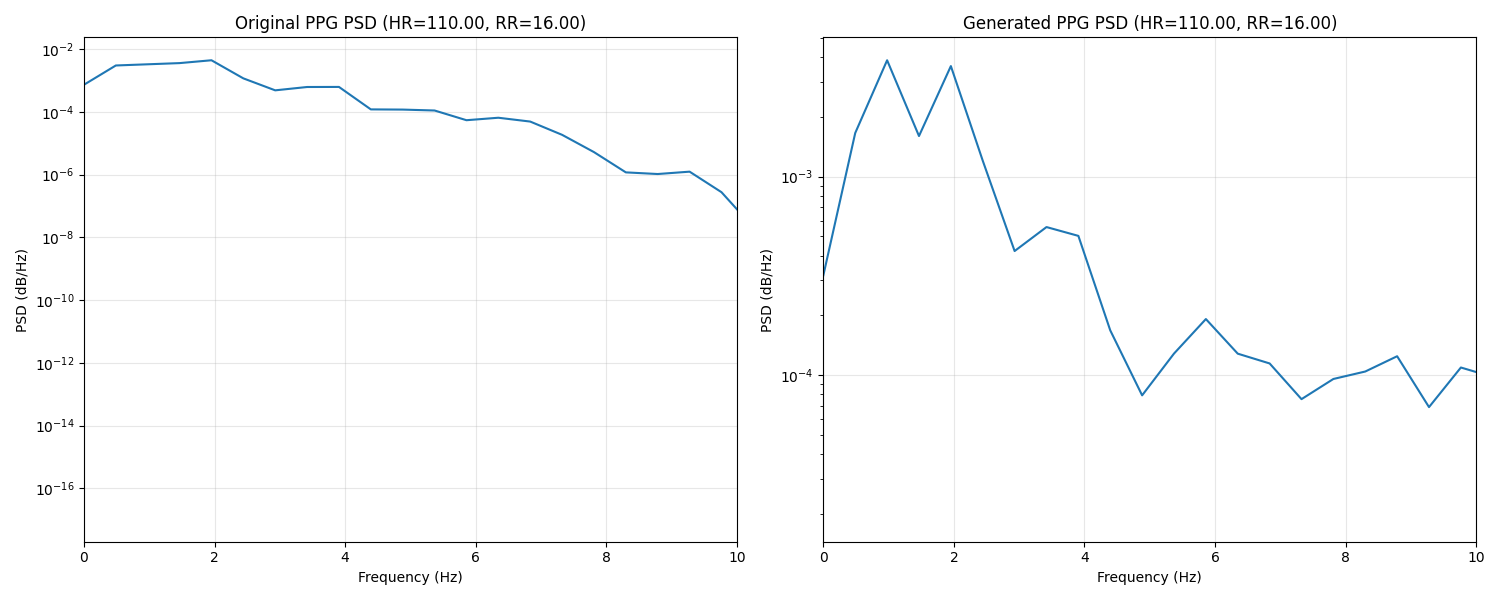 Original PPG PSD (HR=110.00, RR=16.00)
PSD (dB/Hz)
10⁻²
10⁻⁴
10⁻⁶
10⁻⁸
10⁻¹⁰
10⁻¹²
10⁻¹⁴
10⁻¹⁶
0 2 4 6 8 10
Frequency (Hz)
Generated PPG PSD (HR=110.00, RR=16.00)
PSD (dB/Hz)
10⁻³
10⁻⁴
0 2 4 6 8 10
Frequency (Hz)